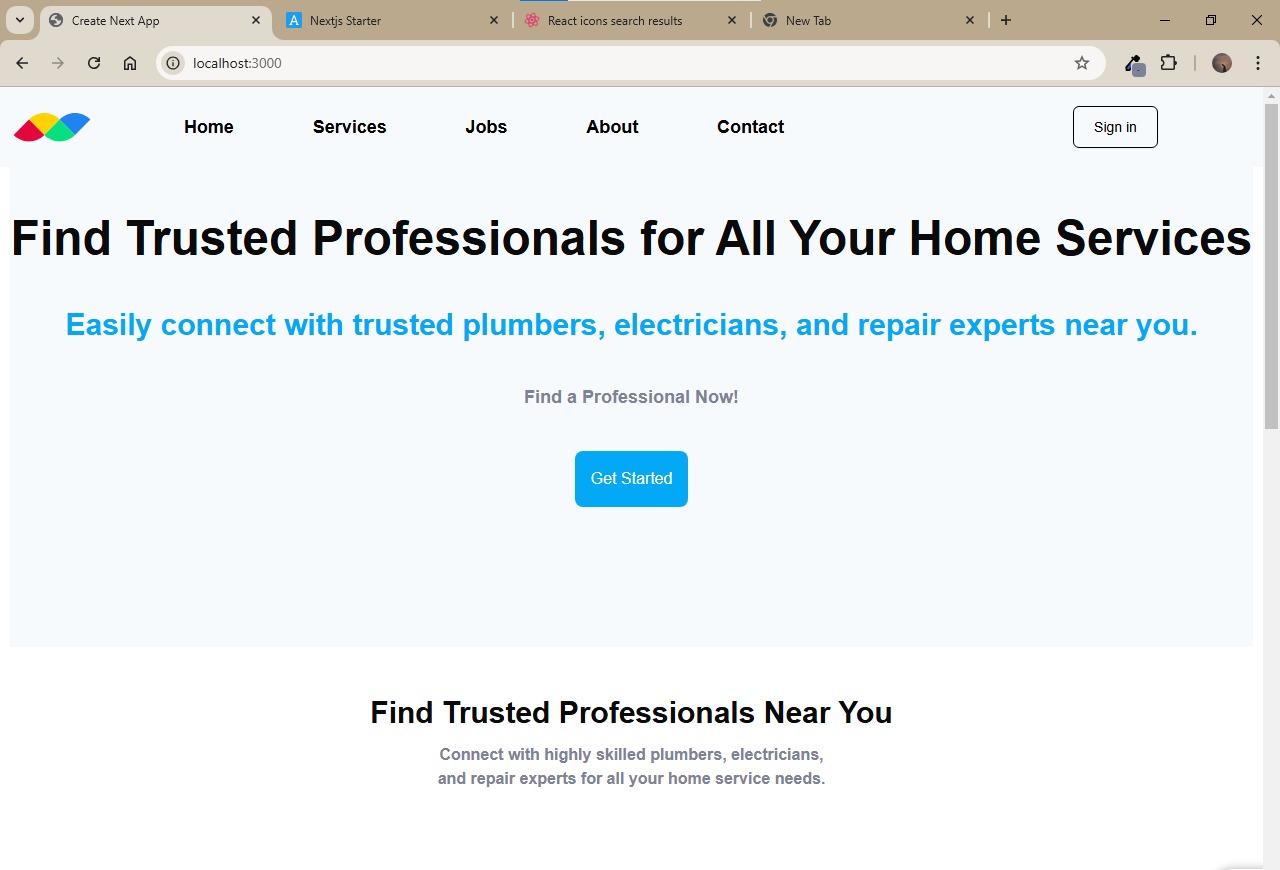 Create Next App
Nextjs Starter
React icons search results
New Tab
localhost:3000
Home
Services
Jobs
About
Contact
Sign in
Find Trusted Professionals for All Your Home Services
Easily connect with trusted plumbers, electricians, and repair experts near you.
Find a Professional Now!
Get Started
Find Trusted Professionals Near You
Connect with highly skilled plumbers, electricians,
and repair experts for all your home service needs.